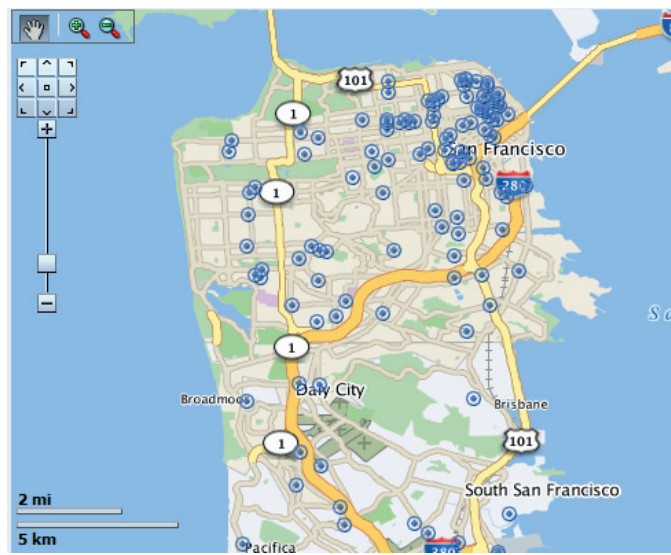 101
1
San Francisco
280
1
S a
1
Daly City
Broadmoor
Brisbane
1
101
2 mi
South San Francisco
5 km
Pacifica
280